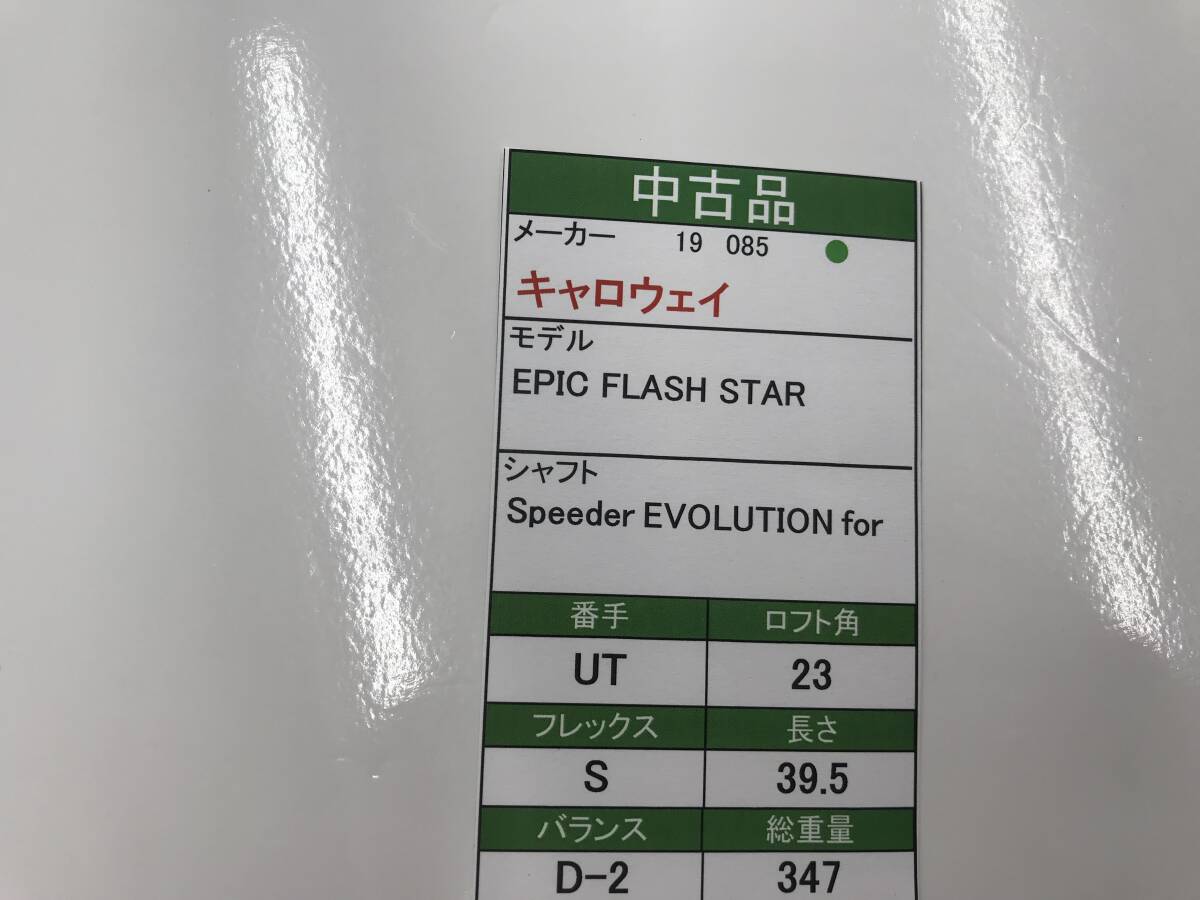 中古品
メーカー 19 085
キャロウェイ
モデル
EPIC FLASH STAR
シャフト
Speeder EVOLUTION for
番手 ロフト角
UT 23
フレックス 長さ
S 39.5
バランス 総重量
D-2 347